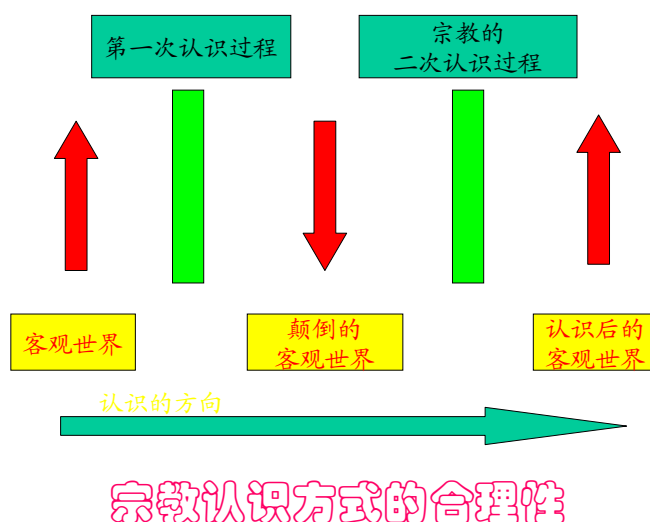 第一次认识过程
宗教的
二次认识过程
客观世界
颠倒的
客观世界
认识后的
客观世界
认识的方向
宗教认识方式的合理性